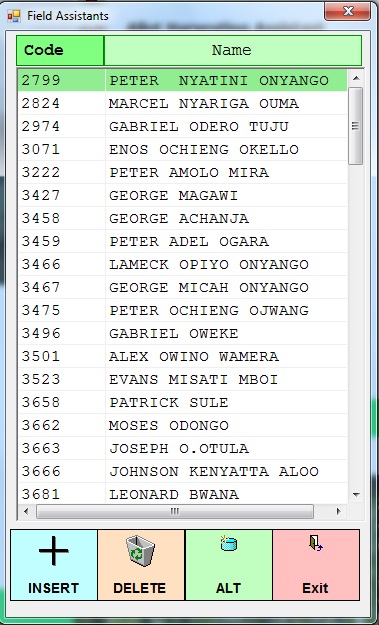 Field Assistants
Code Name
2799 PETER  NYATINI ONYANGO
2824 MARCEL NYARIGA OUMA
2974 GABRIEL ODERO TUJU
3071 ENOS OCHIENG OKELLO
3222 PETER AMOLO MIRA
3427 GEORGE MAGAWI
3458 GEORGE ACHANJA
3459 PETER ADEL OGARA
3466 LAMECK OPIYO ONYANGO
3467 GEORGE MICAH ONYANGO
3475 PETER OCHIENG OJWANG
3496 GABRIEL OWEKE
3501 ALEX OWINO WAMERA
3523 EVANS MISATI MBOI
3658 PATRICK SULE
3662 MOSES ODONGO
3663 JOSEPH O.OTULA
3666 JOHNSON KENYATTA ALOO
3681 LEONARD BWANA
INSERT DELETE ALT Exit